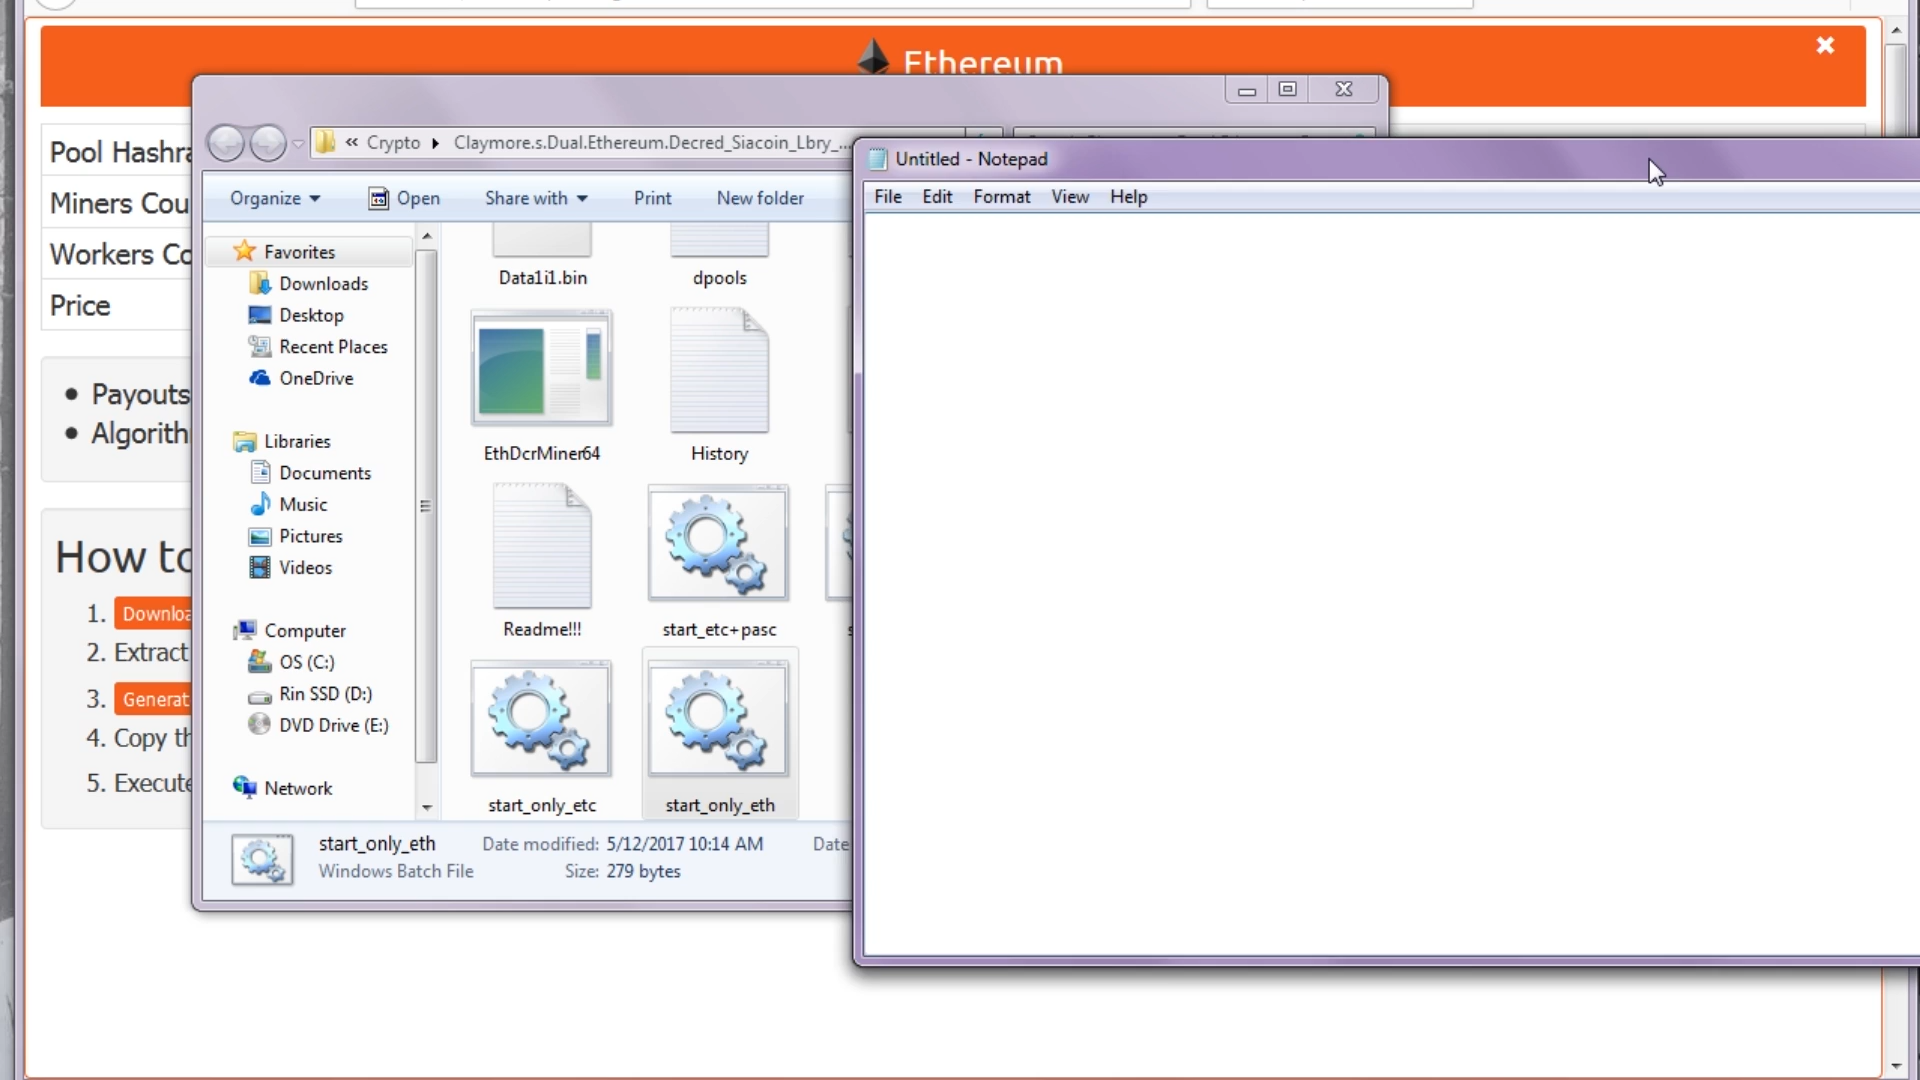 Ethereum
Pool Hashra
Miners Cou
Workers Co
Price
Payouts
Algorith
How to
1. Downloa
2. Extract
3. Generat
4. Copy th
5. Execute
« Crypto Claymore.s.Dual.Ethereum.Decred_Siacoin_Lbry_...
Organize Open Share with Print New folder
Favorites
Downloads
Desktop
Recent Places
OneDrive
Libraries
Documents
Music
Pictures
Videos
Computer
OS (C:)
Rin SSD (D:)
DVD Drive (E:)
Network
Data1i1.bin dpools
EthDcrMiner64 History
Readme!!! start_etc+pasc
start_only_etc start_only_eth
start_only_eth Date modified: 5/12/2017 10:14 AM Date
Windows Batch File Size: 279 bytes
Untitled - Notepad
File Edit Format View Help